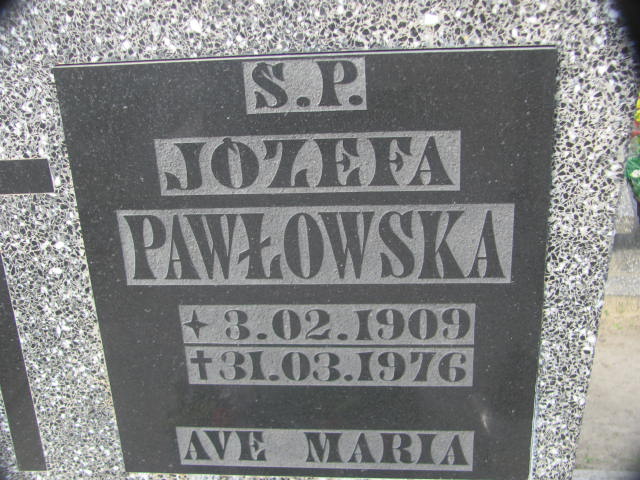 S.P.
JÓZEFA
PAWŁOWSKA
✦ 3.02.1909
✝ 31.03.1976
AVE MARIA